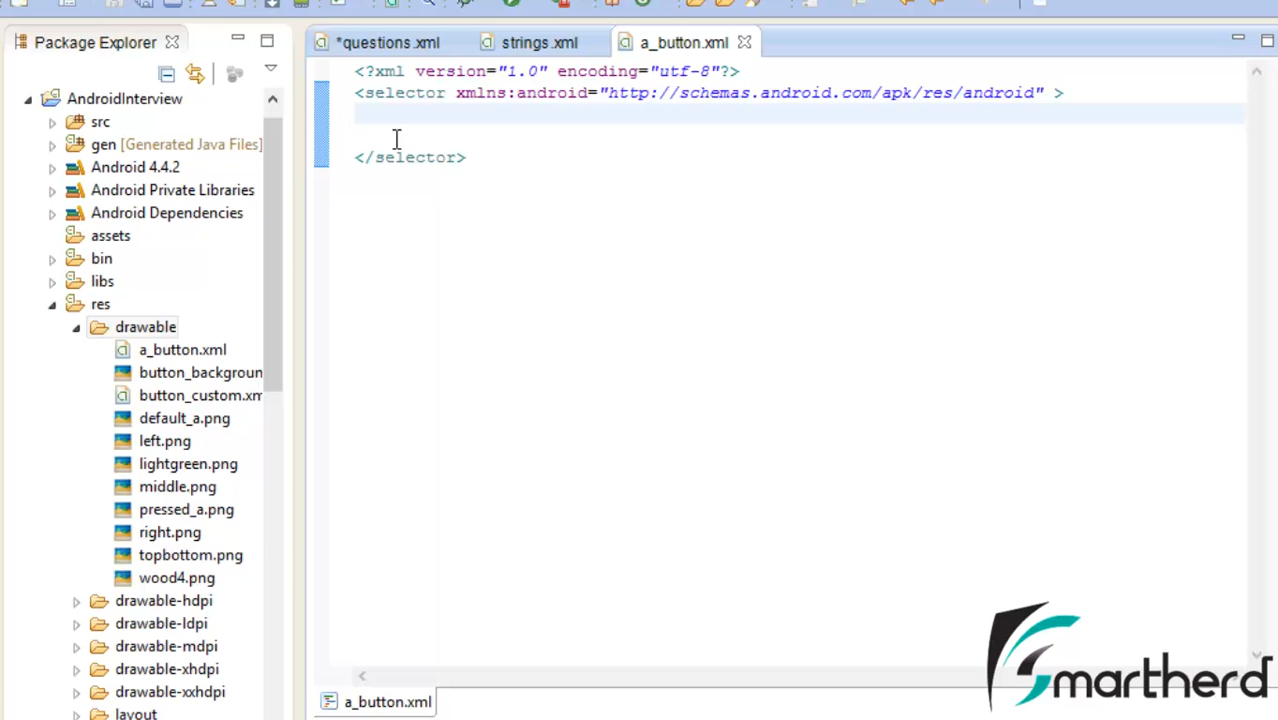 Package Explorer
*questions.xml
strings.xml
a_button.xml
AndroidInterview
src
gen [Generated Java Files]
Android 4.4.2
Android Private Libraries
Android Dependencies
assets
bin
libs
res
drawable
a_button.xml
button_backgroun
button_custom.xm
default_a.png
left.png
lightgreen.png
middle.png
pressed_a.png
right.png
topbottom.png
wood4.png
drawable-hdpi
drawable-ldpi
drawable-mdpi
drawable-xhdpi
drawable-xxhdpi
layout
<?xml version="1.0" encoding="utf-8"?>
<selector xmlns:android="http://schemas.android.com/apk/res/android" >
</selector>
a_button.xml
Smartherd